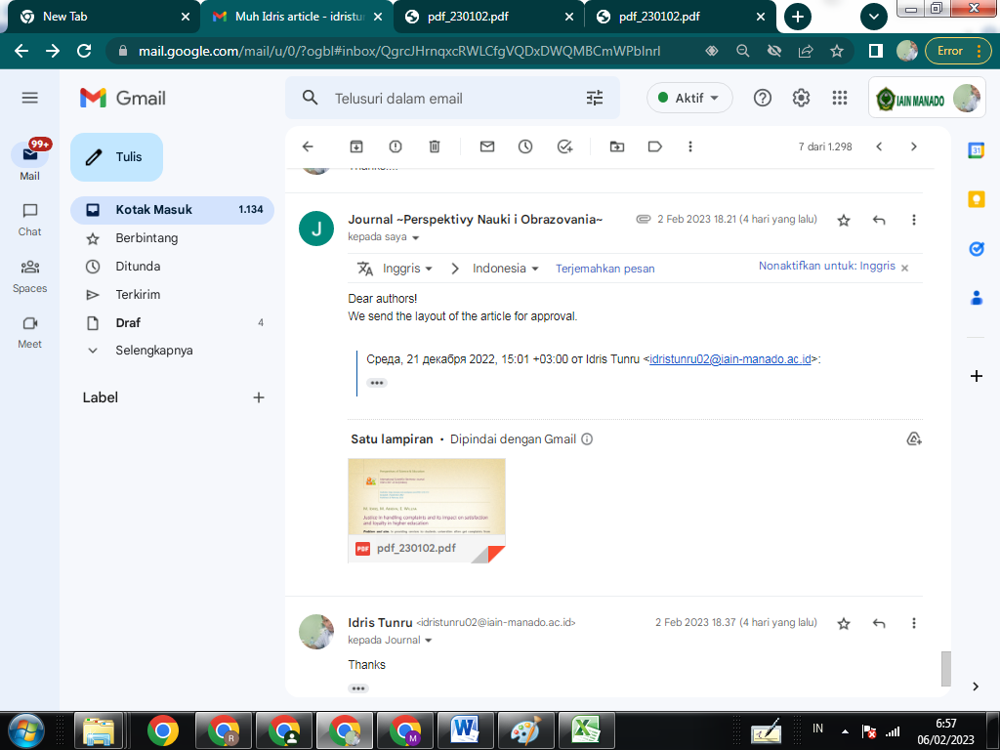 New Tab
Muh Idris article - idristu
pdf_230102.pdf
pdf_230102.pdf
mail.google.com/mail/u/0/?ogbl#inbox/QgrcJHrnqxcRWLCfgVQDxDWQMBCmWPblnrl
Error
Gmail
Telusuri dalam email
Aktif
IAIN MANADO
99+
Mail
Chat
Spaces
Meet
Tulis
Kotak Masuk 1.134
Berbintang
Ditunda
Terkirim
Draf 4
Selengkapnya
Label
7 dari 1.298
Journal ~Perspektivy Nauki i Obrazovania~
2 Feb 2023 18.21 (4 hari yang lalu)
kepada saya
Inggris
Indonesia
Terjemahkan pesan
Nonaktifkan untuk: Inggris
Dear authors!
We send the layout of the article for approval.
Среда, 21 декабря 2022, 15:01 +03:00 от Idris Tunru <idristunru02@iain-manado.ac.id>:
Satu lampiran • Dipindai dengan Gmail
Justice in handling complaints and its impact on satisfaction
and loyalty in higher education
PDF pdf_230102.pdf
Idris Tunru <idristunru02@iain-manado.ac.id>
2 Feb 2023 18.37 (4 hari yang lalu)
kepada Journal
Thanks
IN
6:57
06/02/2023